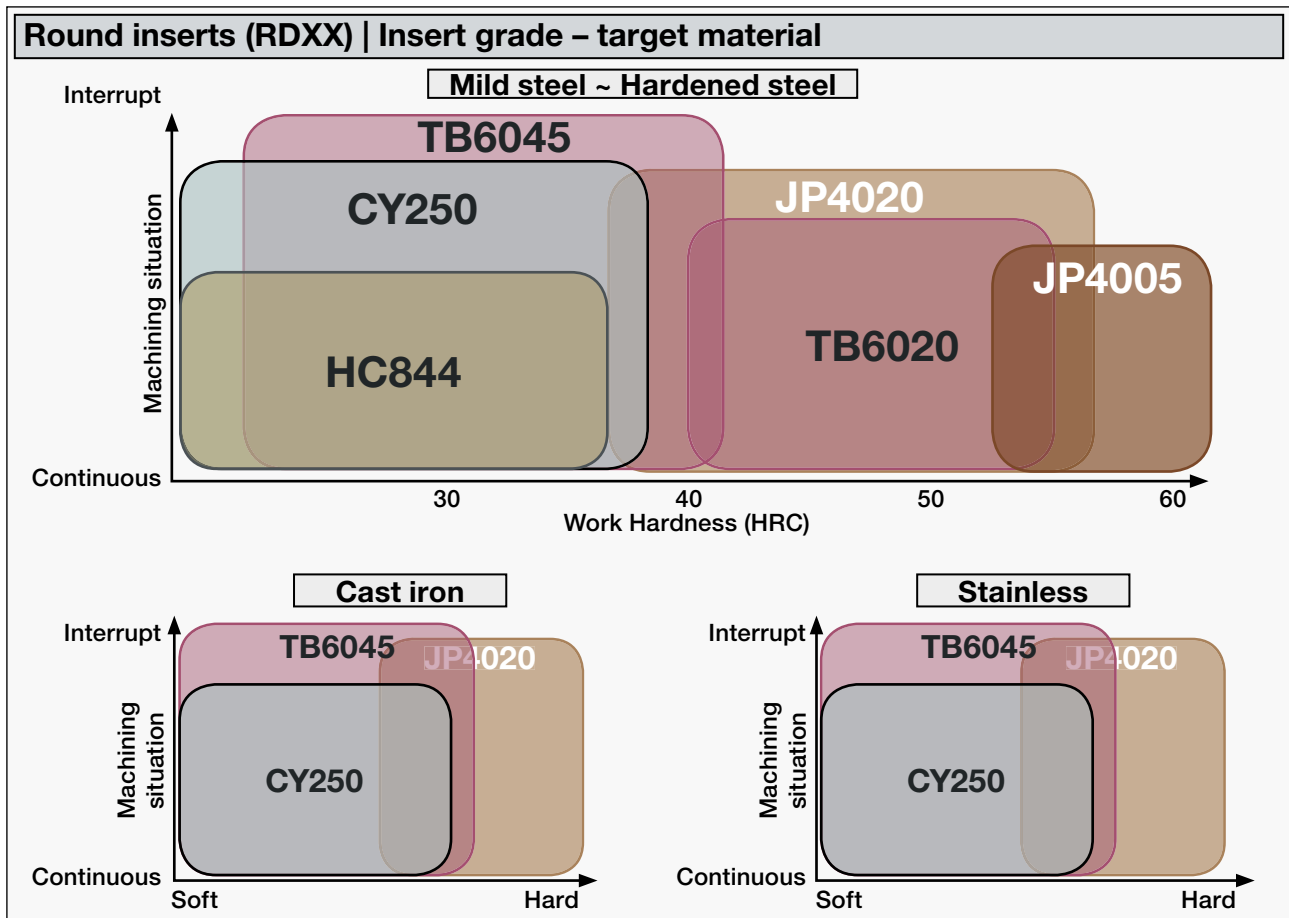 Round inserts (RDXX) | Insert grade – target material
Mild steel ~ Hardened steel
Interrupt
Machining situation
Continuous
TB6045
CY250
JP4020
JP4005
TB6020
HC844
30
40
50
60
Work Hardness (HRC)
Cast iron
Interrupt
Machining
situation
Continuous
TB6045
JP4020
CY250
Soft
Hard
Stainless
Interrupt
Machining
situation
Continuous
TB6045
JP4020
CY250
Soft
Hard